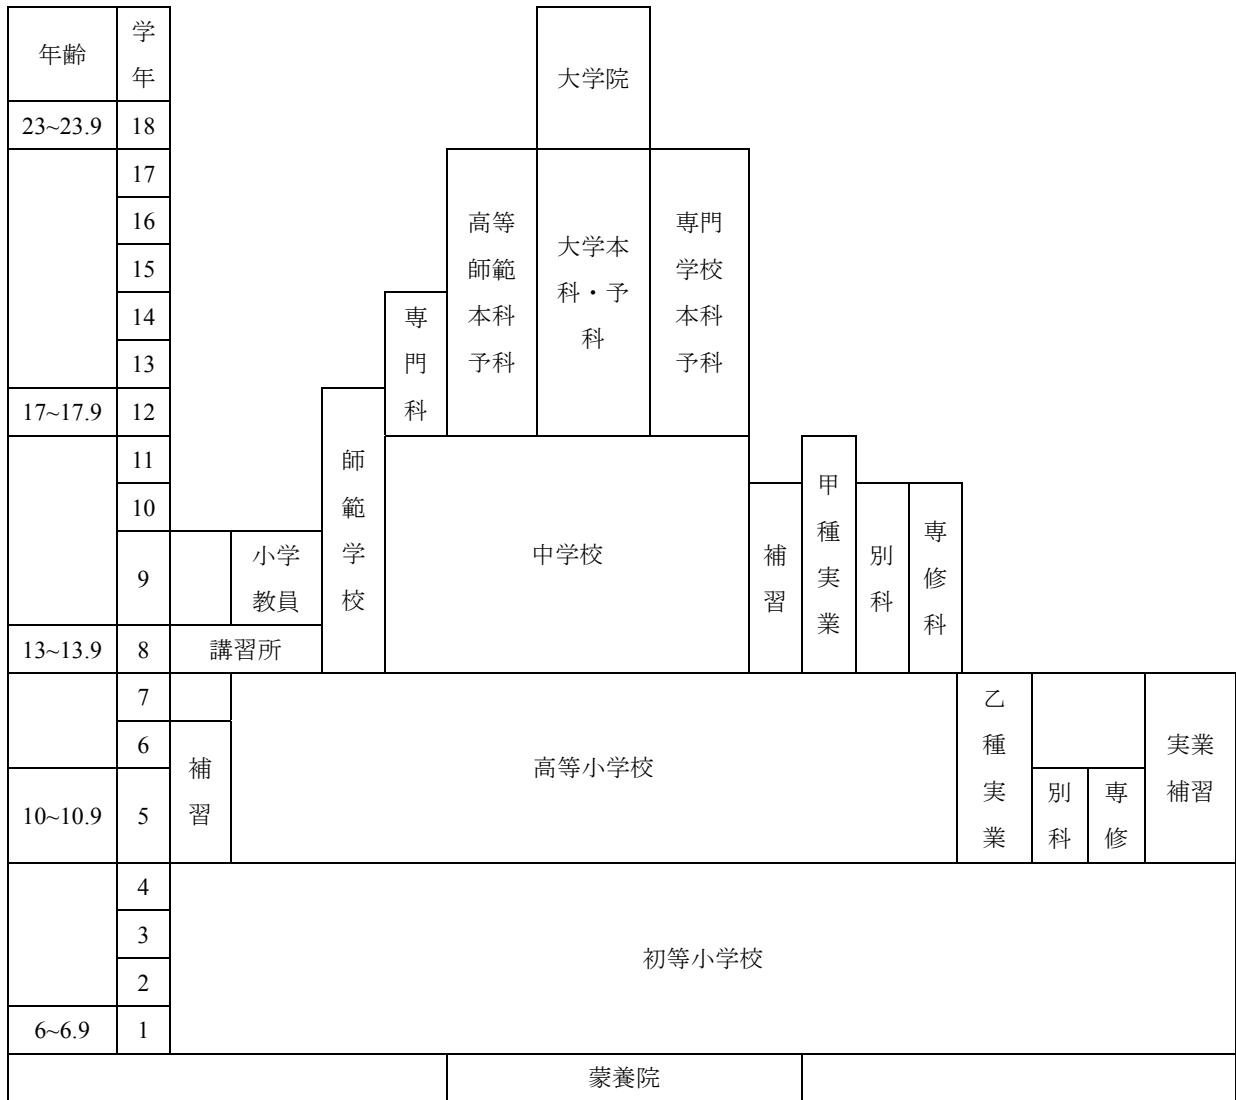 年齢
学
年
大学院
23~23.9
18
17
16
15
14
13
高等
師範
本科
予科
大学本
科・予
科
専門
学校
本科
予科
専
門
科
17~17.9
12
11
10
9
師
範
学
校
中学校
補
習
甲
種
実
業
別
科
専
修
科
小学
教員
13~13.9
8
講習所
7
6
補
習
高等小学校
乙
種
実
業
別
科
専
修
実業
補習
10~10.9
5
4
3
2
初等小学校
6~6.9
1
蒙養院